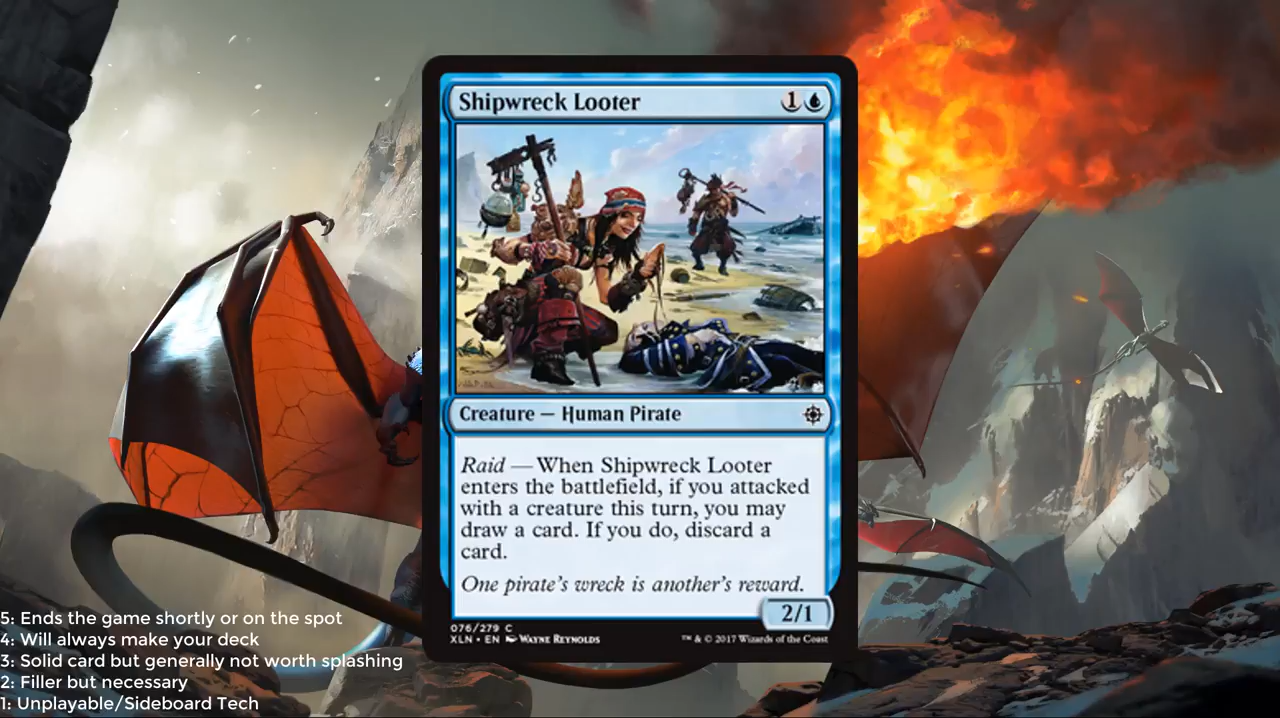 Shipwreck Looter
1
Creature — Human Pirate
Raid — When Shipwreck Looter
enters the battlefield, if you attacked
with a creature this turn, you may
draw a card. If you do, discard a
card.
One pirate's wreck is another's reward.
2/1
076/279 C
XLN • EN WAYNE REYNOLDS
™ & © 2017 Wizards of the Coast
5: Ends the game shortly or on the spot
4: Will always make your deck
3: Solid card but generally not worth splashing
2: Filler but necessary
1: Unplayable/Sideboard Tech